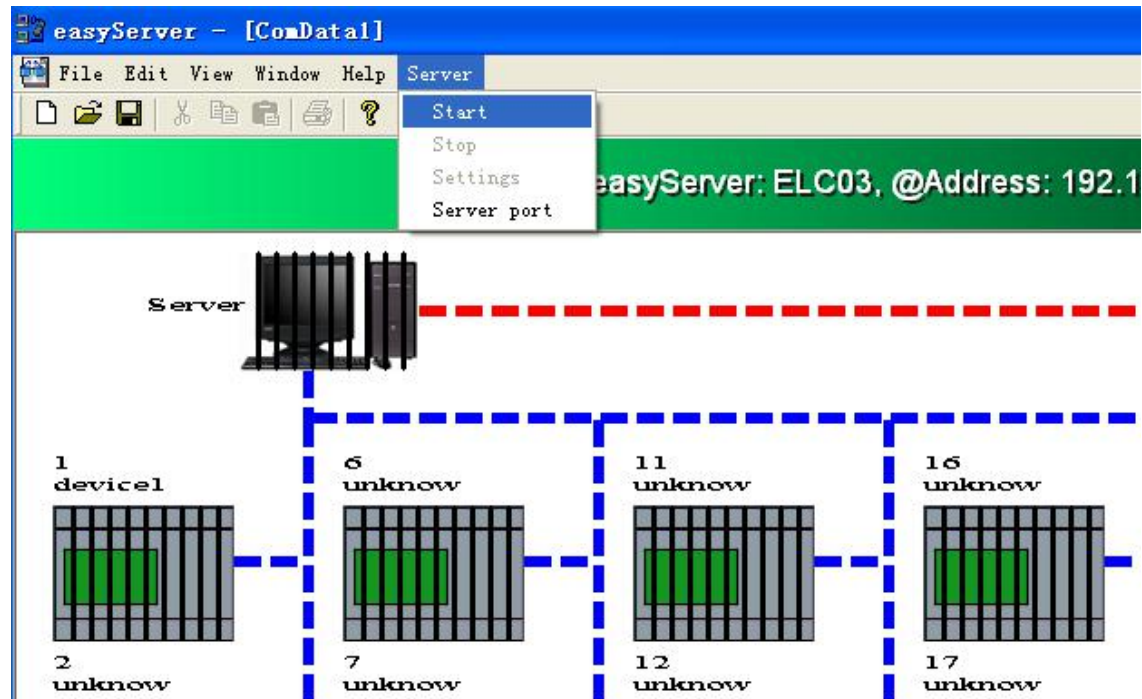 easyServer - [ComData1]
File Edit View Window Help Server
Start
Stop
Settings
Server port
easyServer: ELC03, @Address: 192.1
Server
1
device1
6
unknow
11
unknow
16
unknow
2
unknow
7
unknow
12
unknow
17
unknow